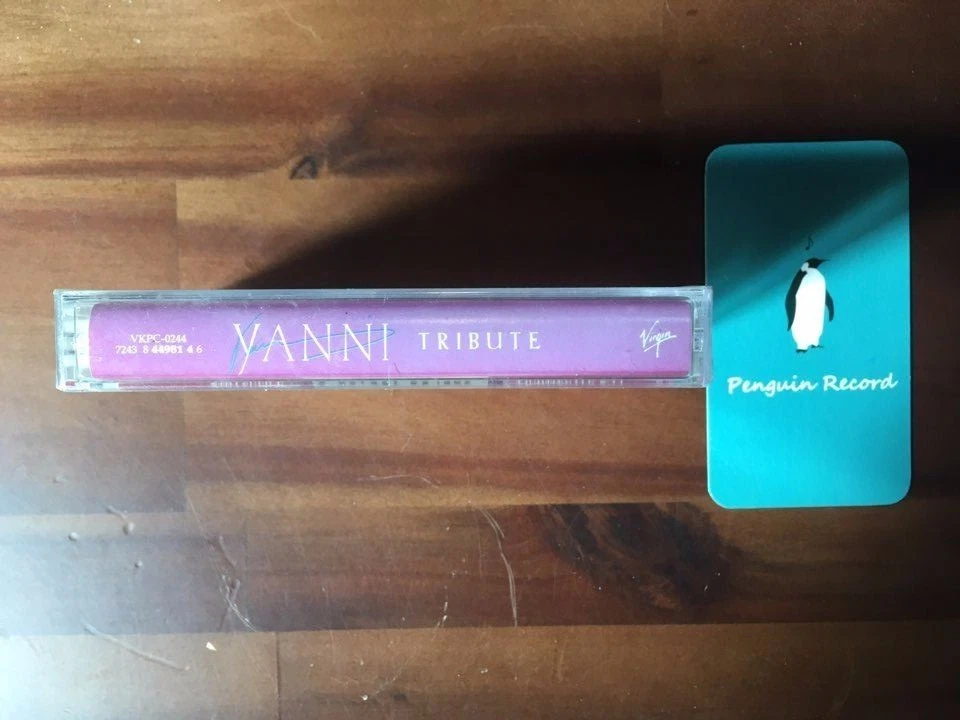 VKPC-0244
7243 8 44981 4 6
YANNI TRIBUTE
Virgin
Penguin Record